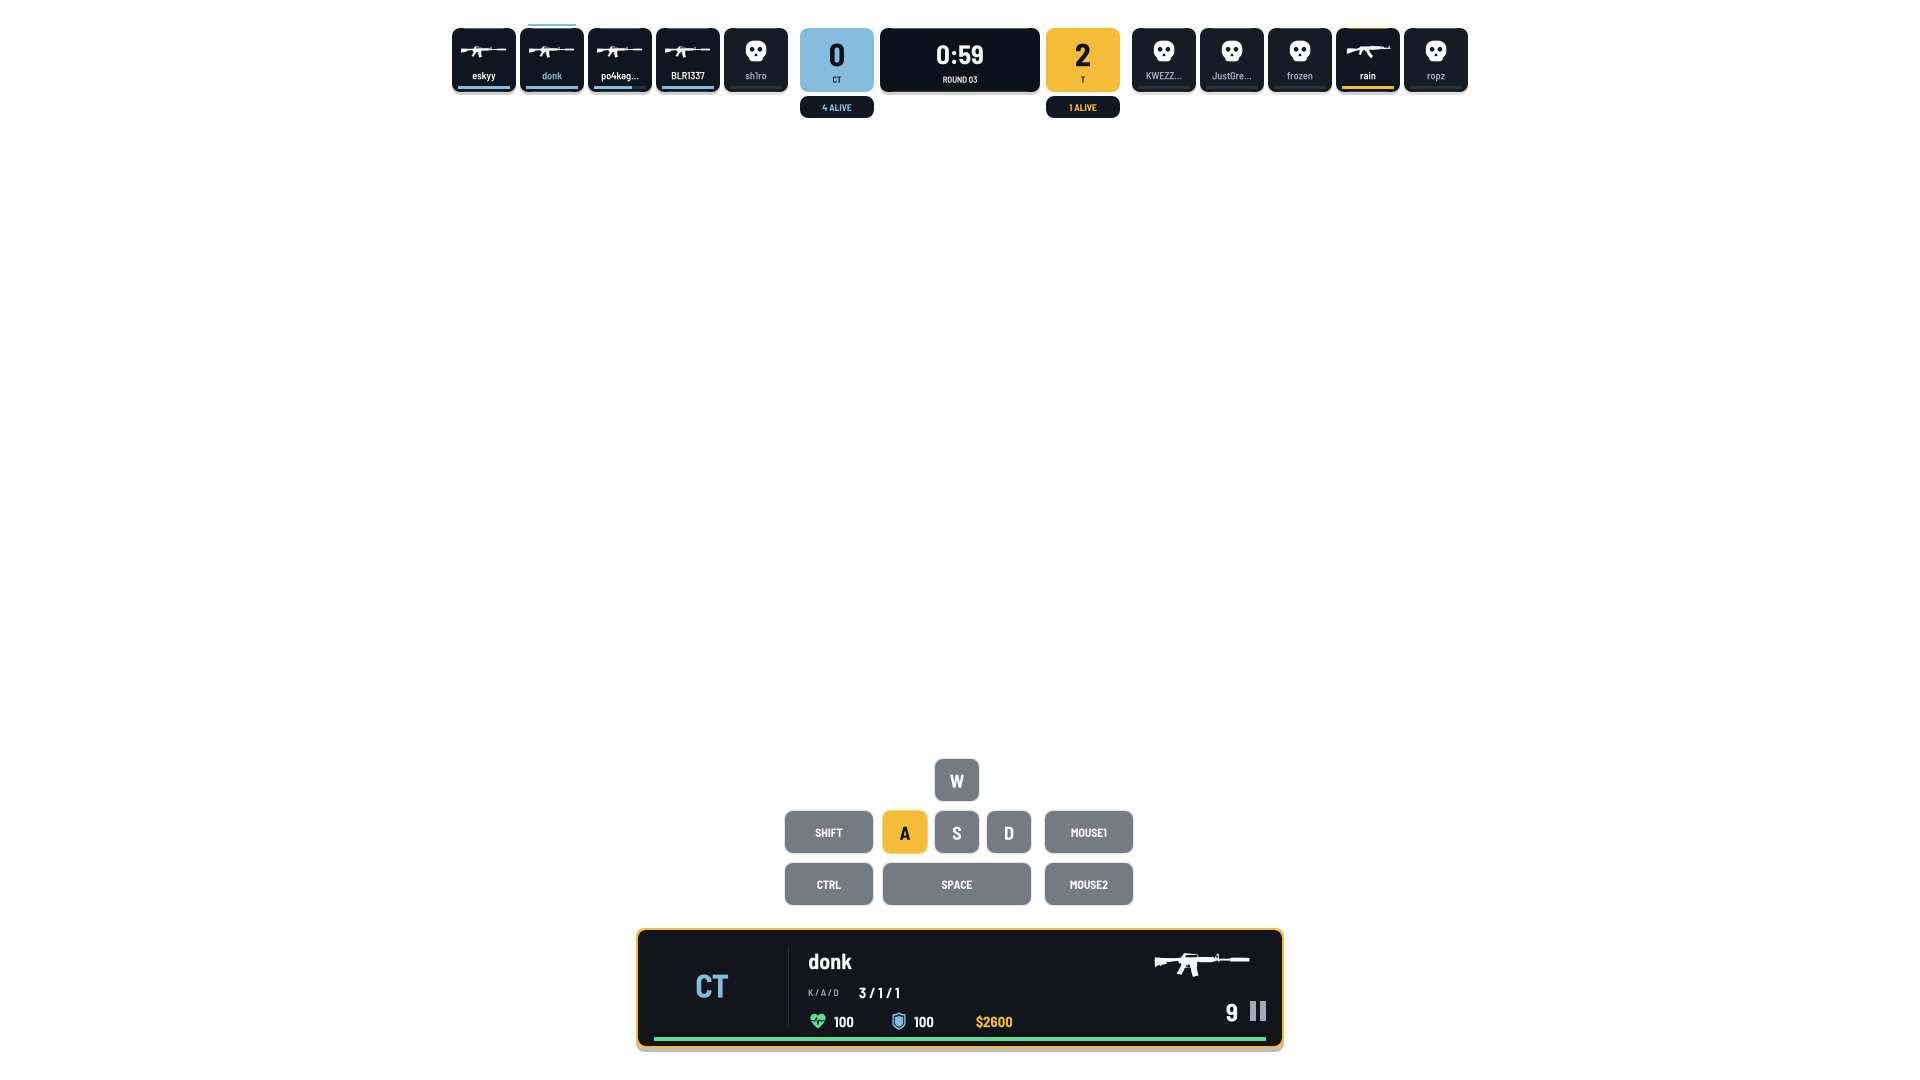 eskyy
donk
po4kag...
BLR1337
sh1ro
0
CT
4 ALIVE
0:59
ROUND 03
2
T
1 ALIVE
KWEZZ...
JustGre...
frozen
rain
ropz
W
SHIFT
A
S
D
MOUSE1
CTRL
SPACE
MOUSE2
CT
donk
K/A/D 3/1/1
100 100 $2600
9